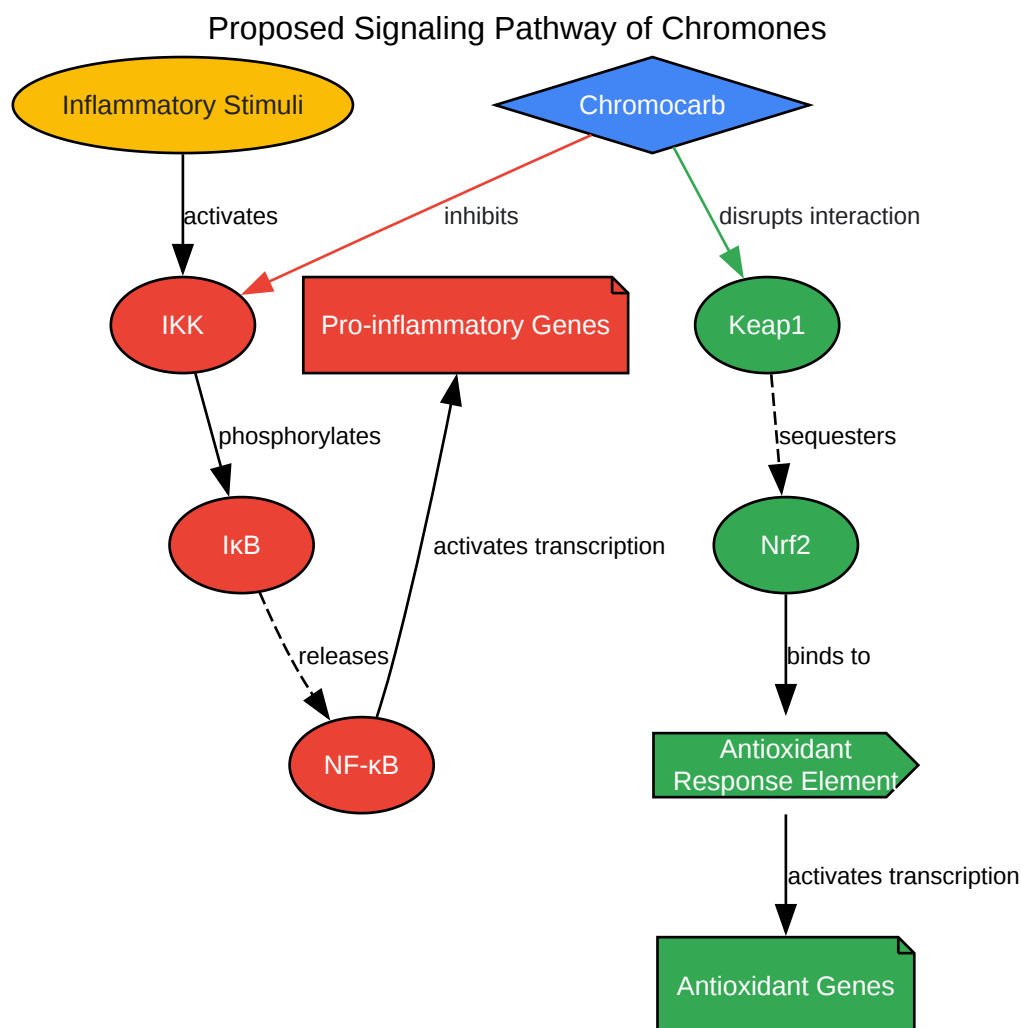 Proposed Signaling Pathway of Chromones
Inflammatory Stimuli
Chromocarb
activates
inhibits
disrupts interaction
IKK
Pro-inflammatory Genes
Keap1
phosphorylates
sequesters
IκB
activates transcription
Nrf2
releases
binds to
NF-κB
Antioxidant
Response Element
activates transcription
Antioxidant Genes